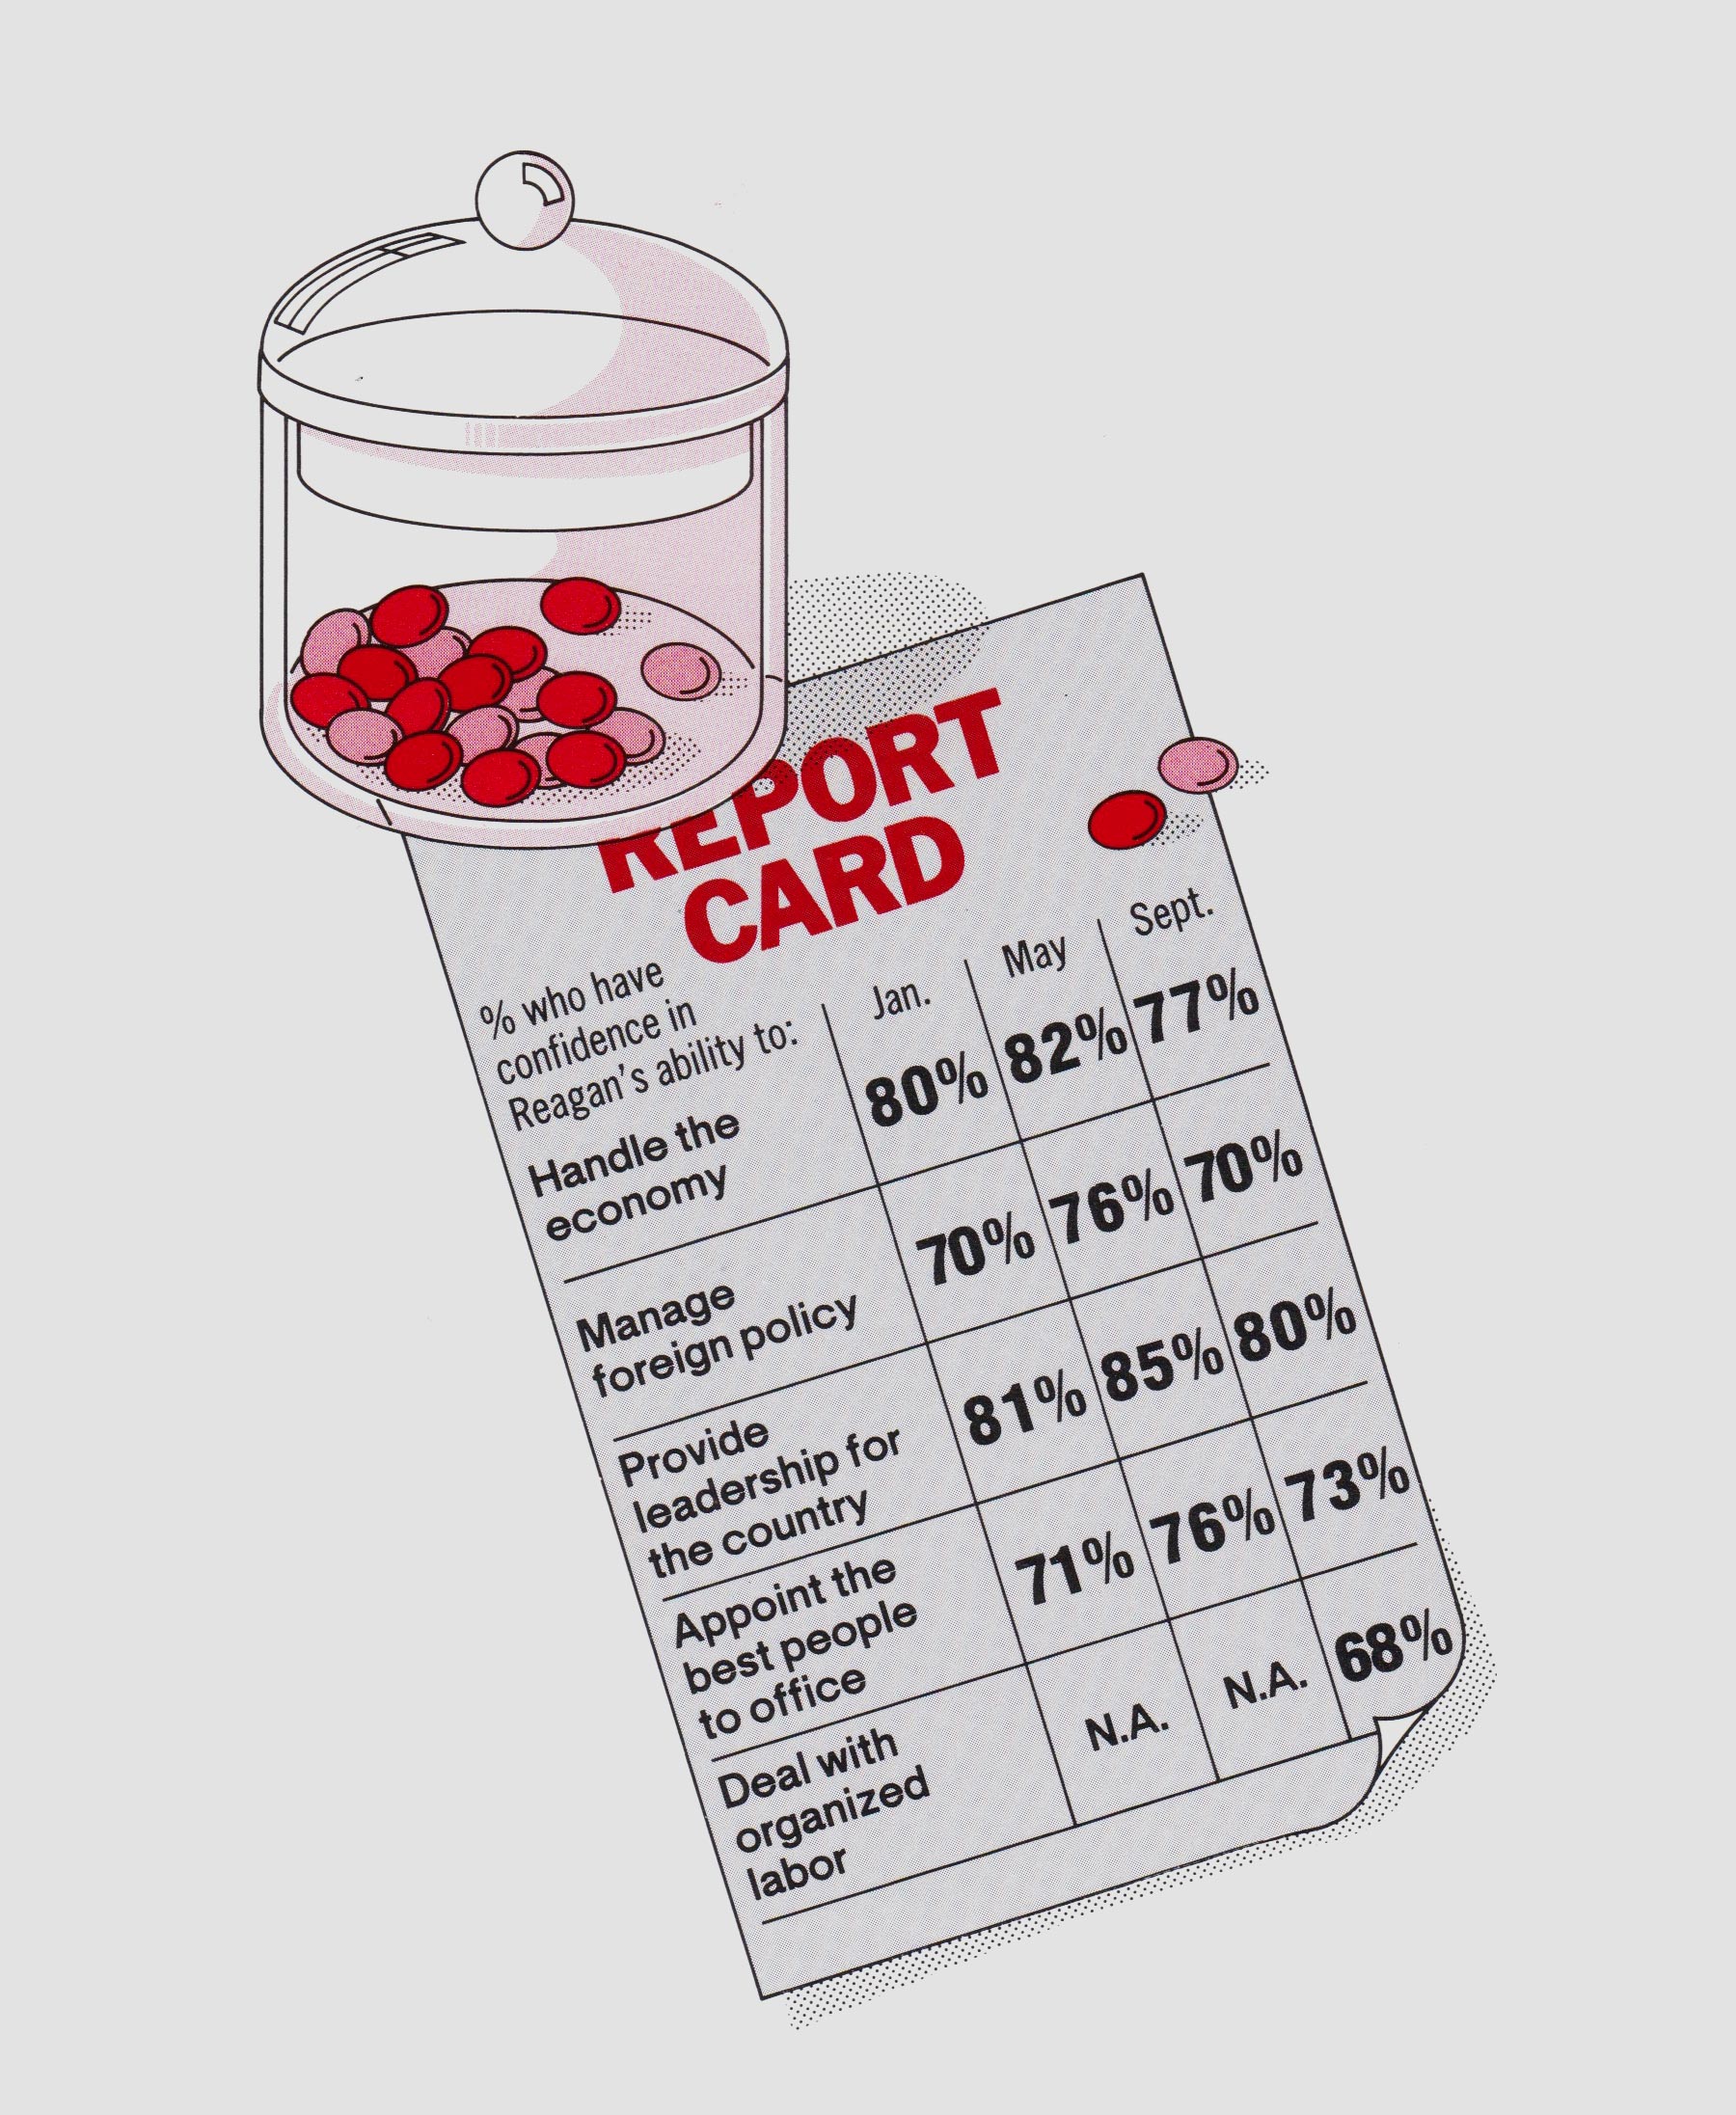 REPORT
CARD
% who have
confidence in
Reagan's ability to:
Jan.
May
Sept.
Handle the
economy
80%
82%
77%
Manage
foreign policy
70%
76%
70%
Provide
leadership for
the country
81%
85%
80%
Appoint the
best people
to office
71%
76%
73%
Deal with
organized
labor
N.A.
N.A.
68%